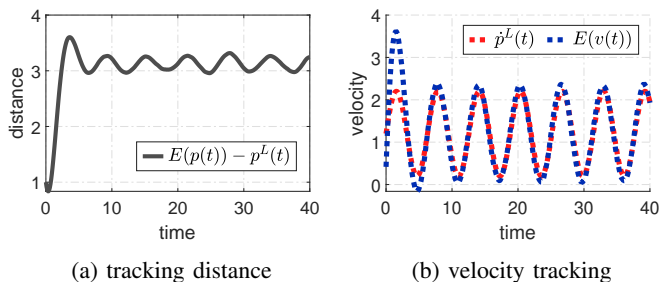 4
3
2
1
distance
0
10
20
30
40
time
E(p(t)) − p^L(t)
(a) tracking distance
4
3
2
1
0
velocity
0
10
20
30
40
time
ṗ^L(t) E(v(t))
(b) velocity tracking